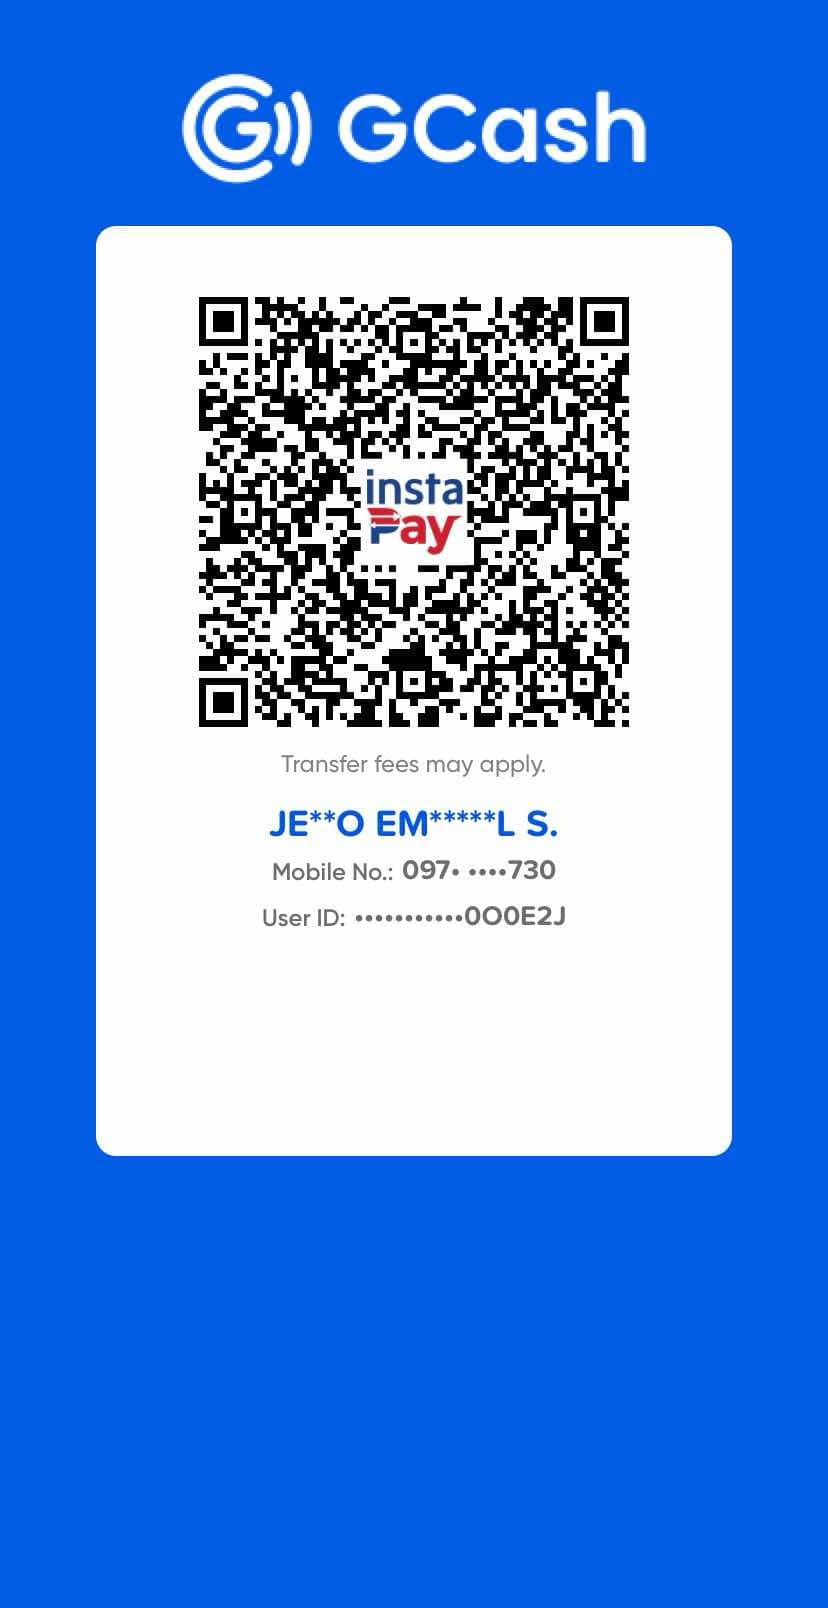 GCash
insta
Pay
Transfer fees may apply.
JE**O EM*****L S.
Mobile No.: 097• ••••730
User ID: •••••••••••0O0E2J